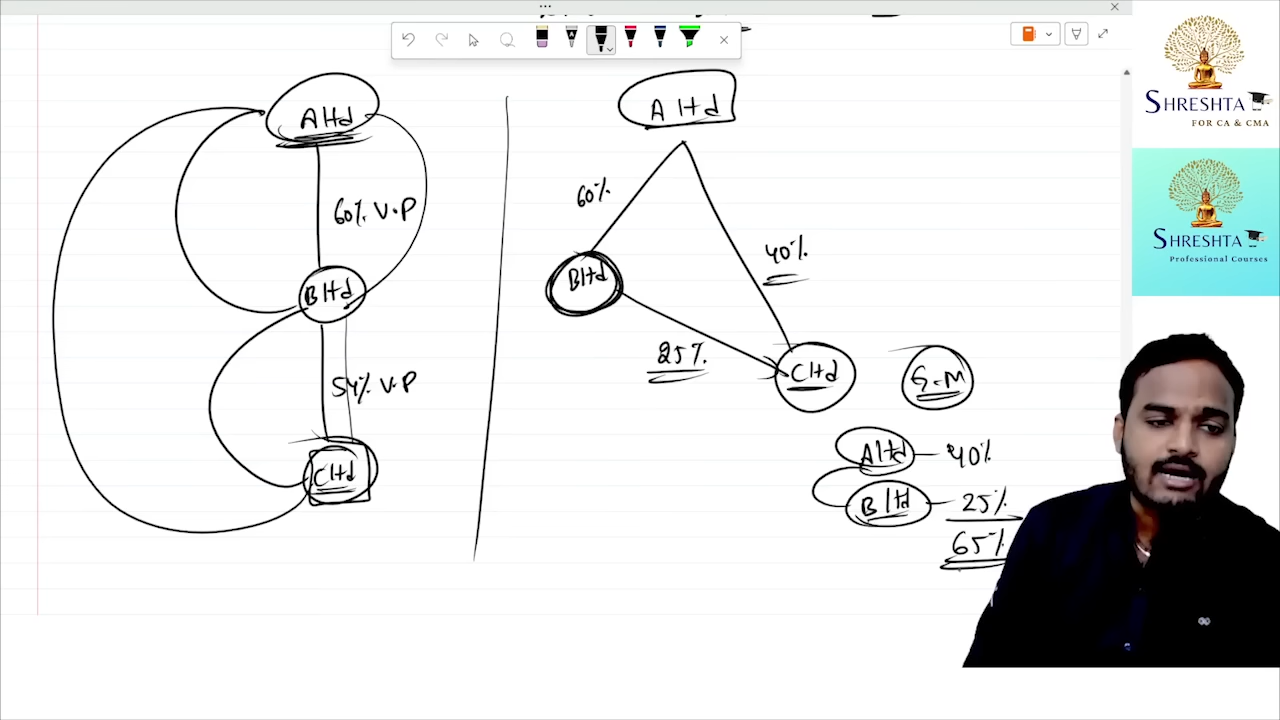 A ltd
60% V.P
B ltd
54% V.P
C ltd
A ltd
60%
40%
B ltd
25%
C ltd
G.M
A ltd – 40%
B ltd – 25%
65%
SHRESHTA
FOR CA & CMA
SHRESHTA
Professional Courses